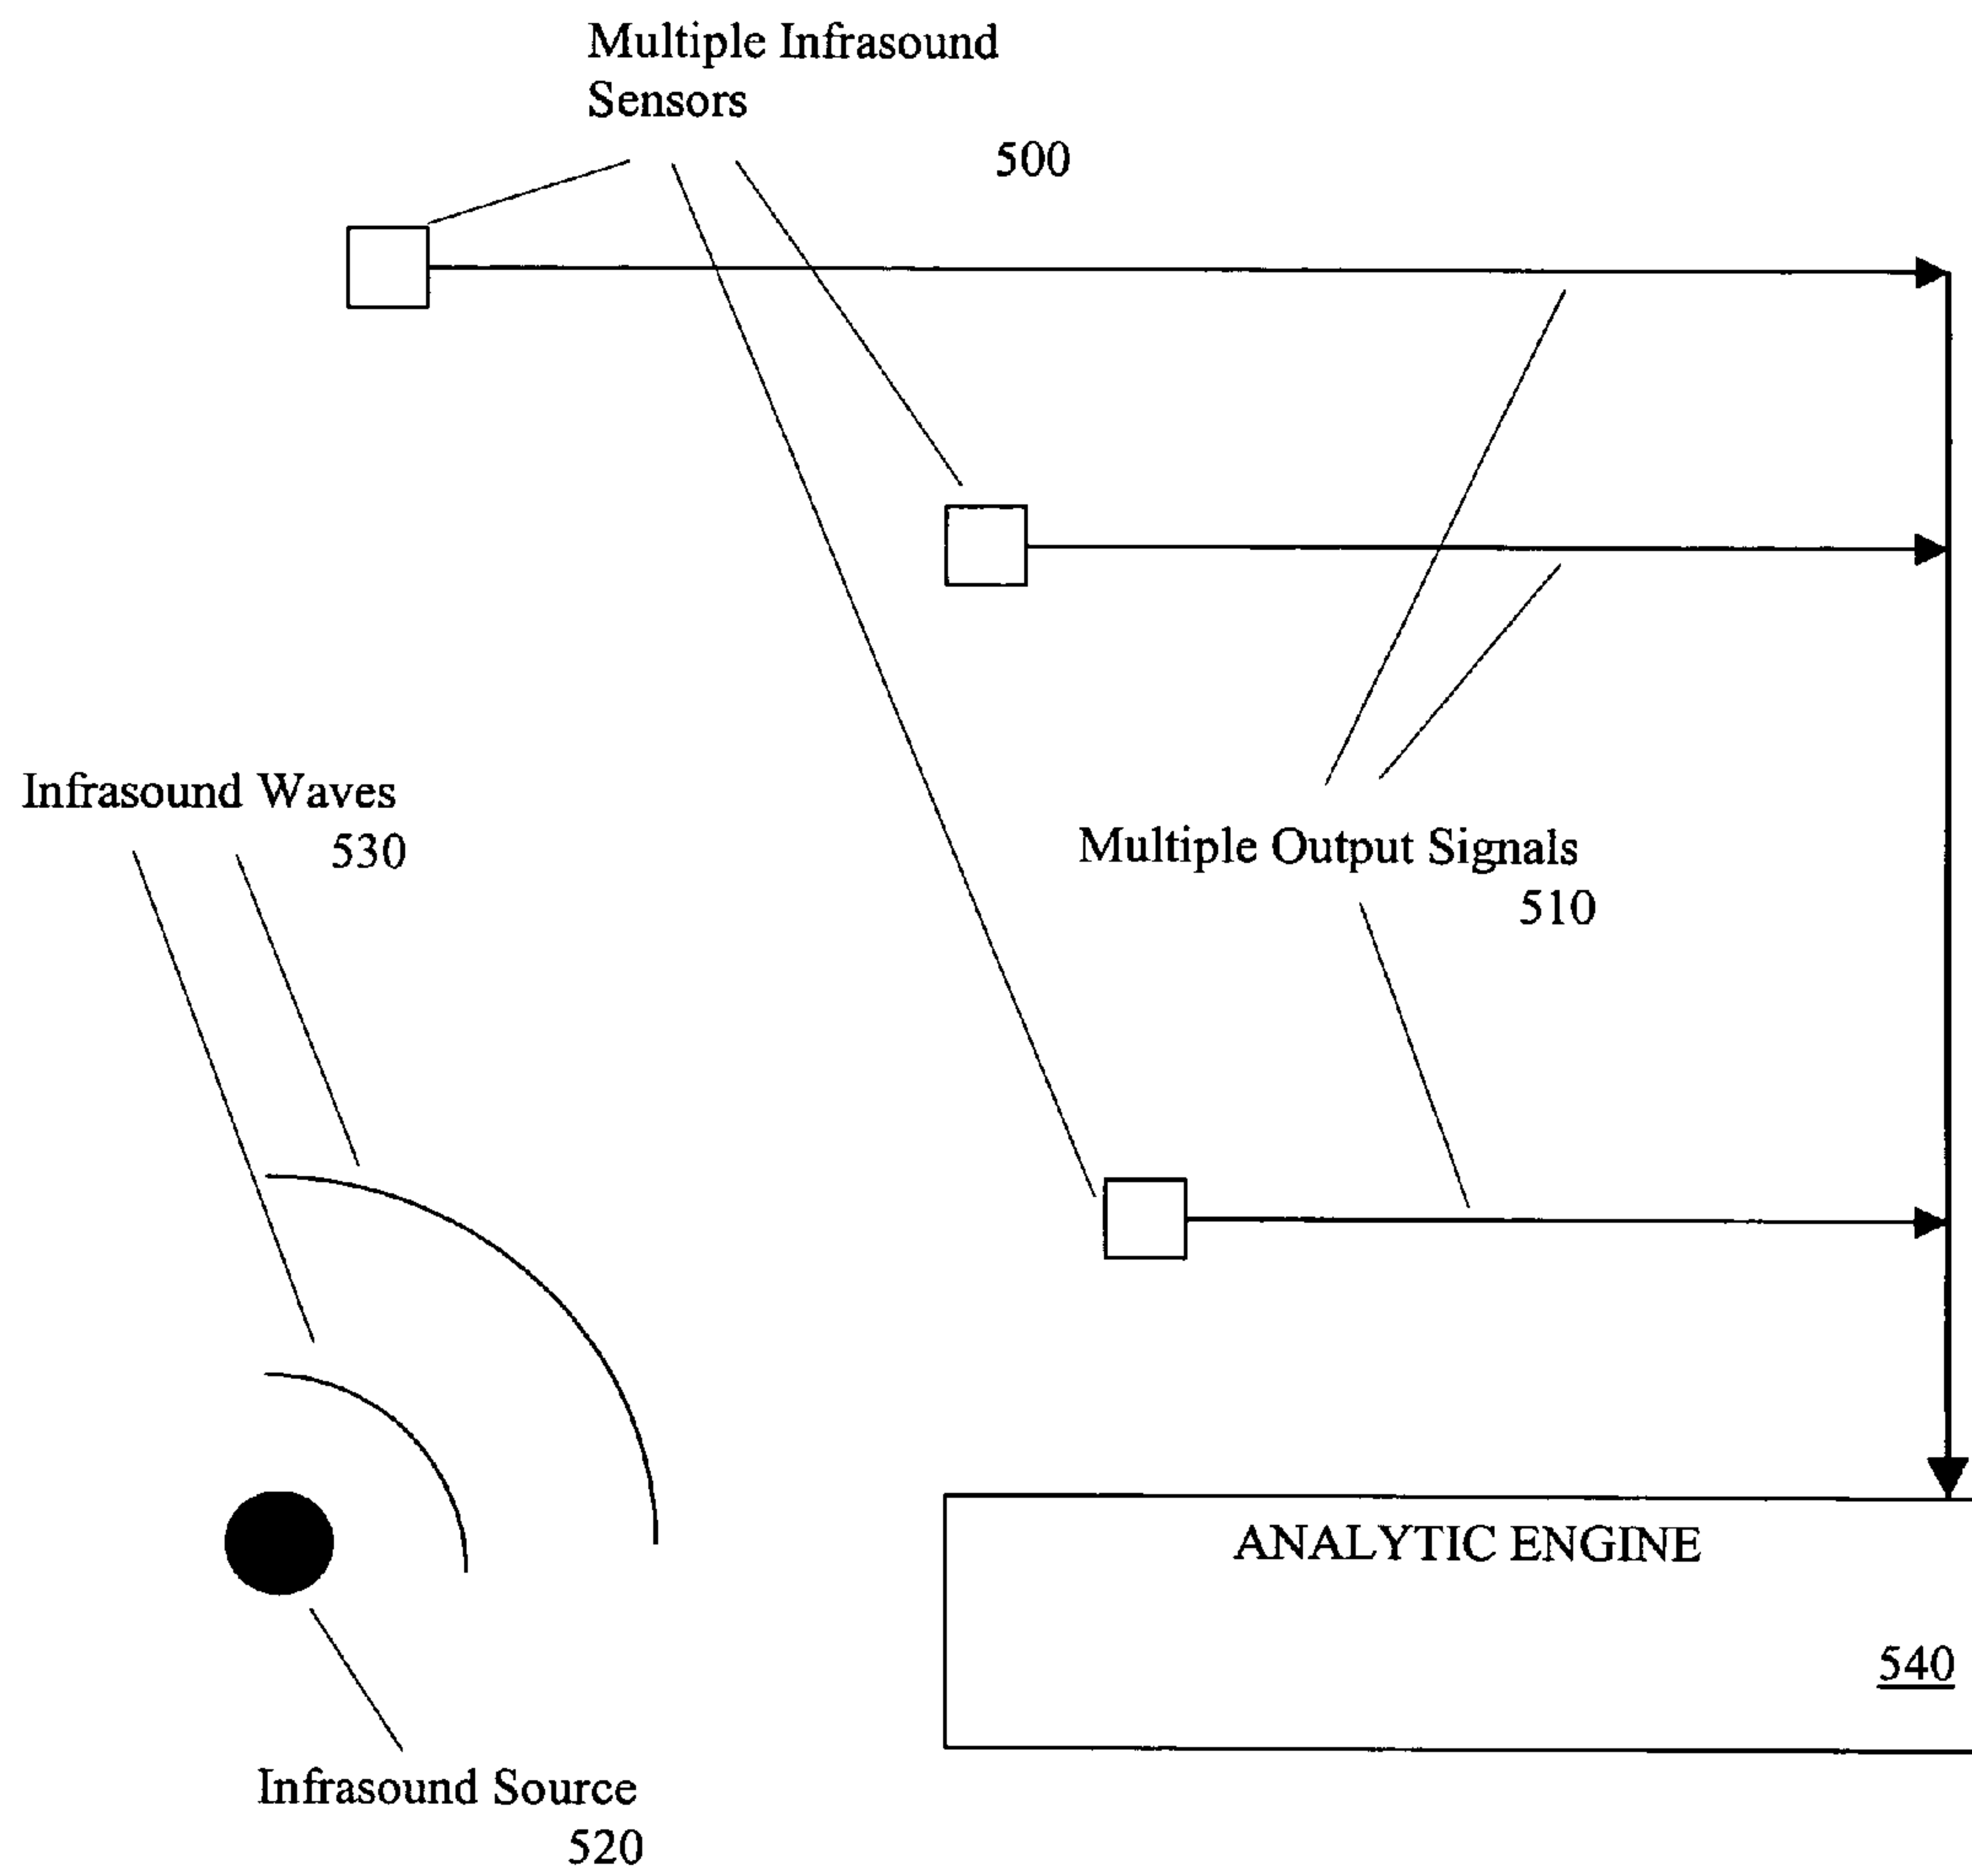 Multiple Infrasound
Sensors
500
Infrasound Waves
530
Multiple Output Signals
510
ANALYTIC ENGINE
540
Infrasound Source
520